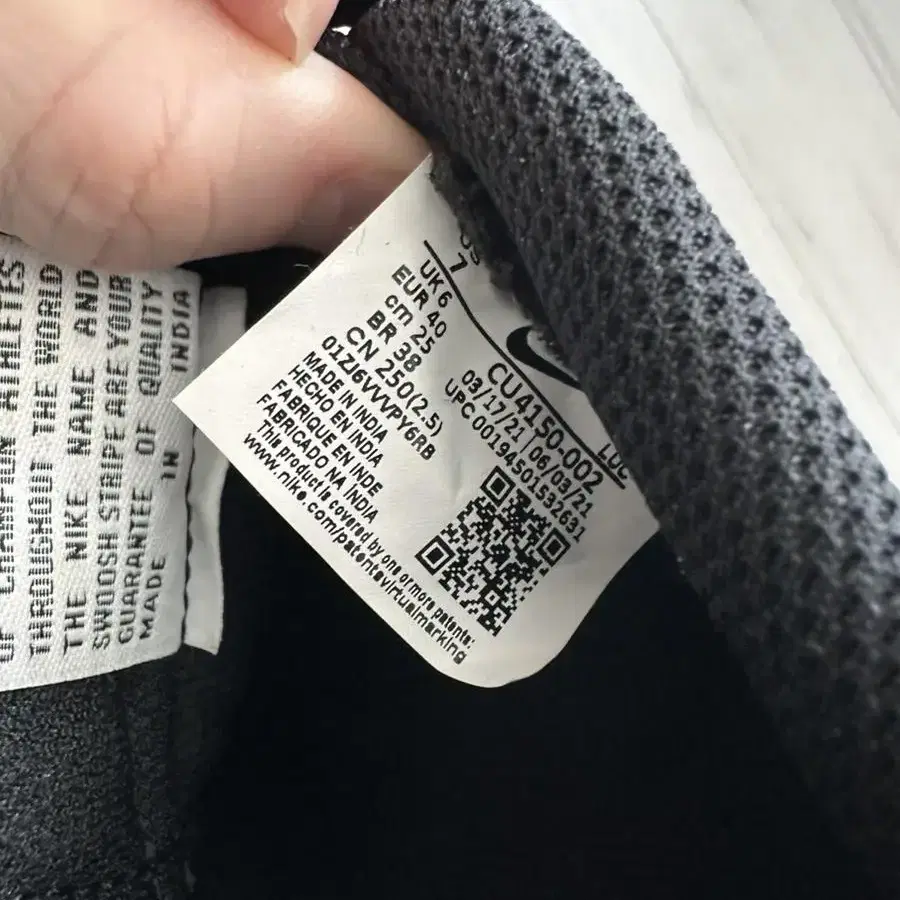 OF CHAMPION ATHLETES
THROUGHOUT THE WORLD
THE NIKE NAME AND
SWOOSH STRIPE ARE YOUR
GUARANTEE OF QUALITY
MADE IN INDIA
US
7
UK 6
EUR 40
cm 25
BR 38
CN 250(2.5)
01ZJ6VVVPY6RB
MADE IN INDIA
HECHO EN INDIA
FABRIQUE EN INDE
FABRICADO NA INDIA
This product is covered by one or more patents:
www.nike.com/patentsvirtualmarking
CU4150-002
03/17/21 06/03/21
UPC 00194501532631